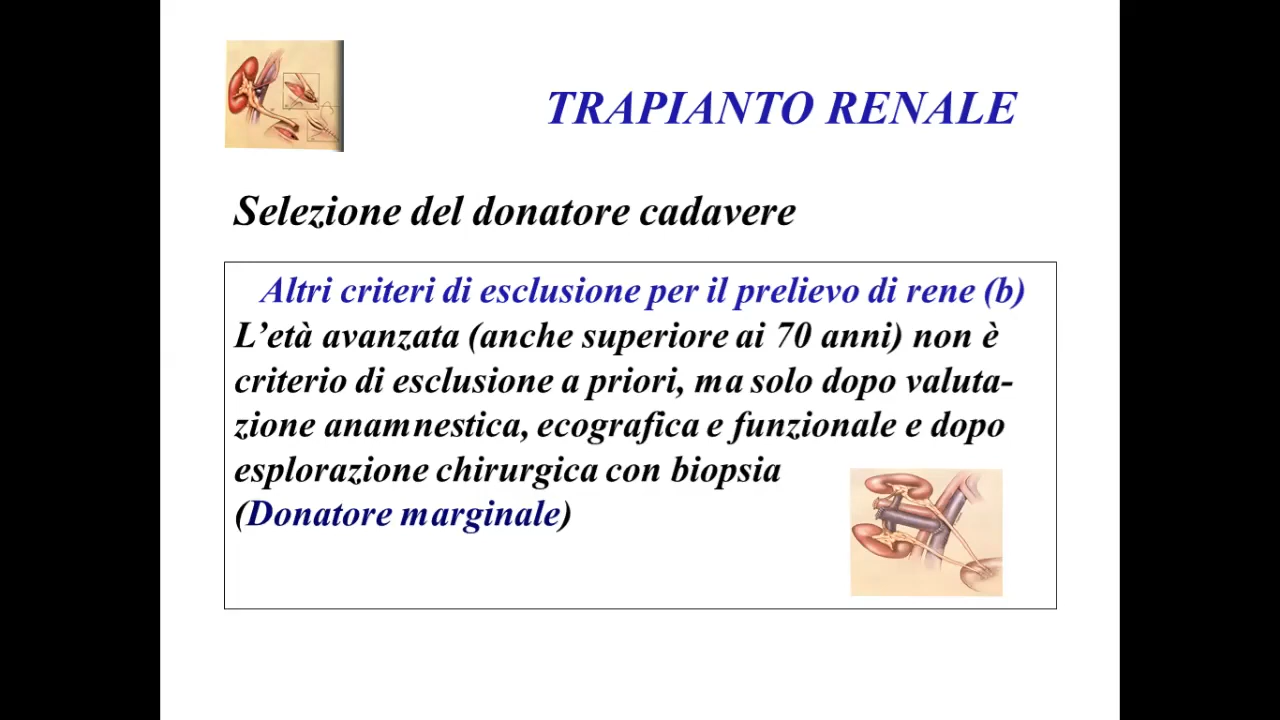 TRAPIANTO RENALE
Selezione del donatore cadavere
Altri criteri di esclusione per il prelievo di rene (b)
L’età avanzata (anche superiore ai 70 anni) non è
criterio di esclusione a priori, ma solo dopo valuta-
zione anamnestica, ecografica e funzionale e dopo
esplorazione chirurgica con biopsia
(Donatore marginale)